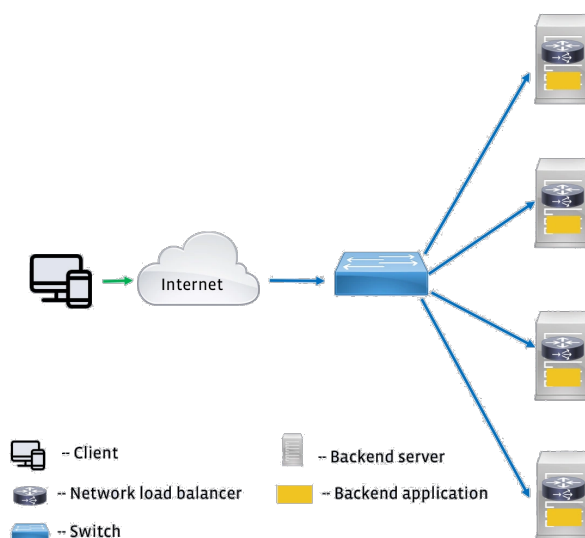 Internet
-- Client
-- Backend server
-- Network load balancer
-- Backend application
-- Switch